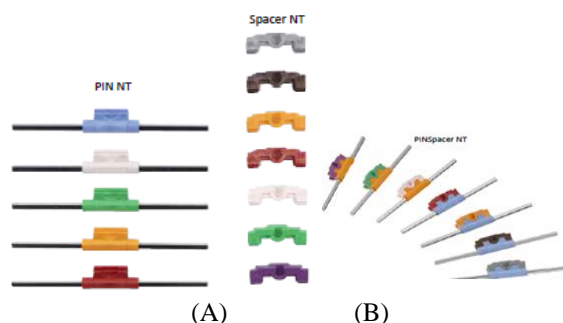 Spacer NT
PIN NT
PINSpacer NT
(A)
(B)